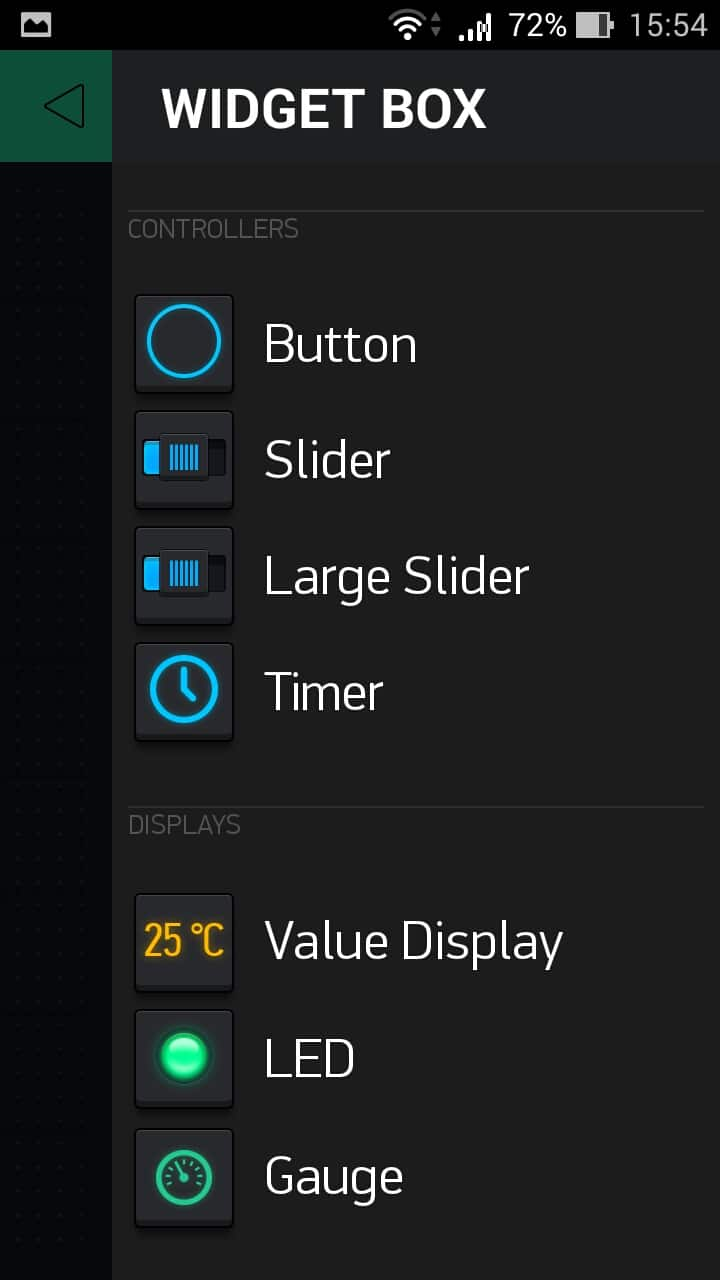 72% 15:54
WIDGET BOX
CONTROLLERS
Button
Slider
Large Slider
Timer
DISPLAYS
25 °C Value Display
LED
Gauge